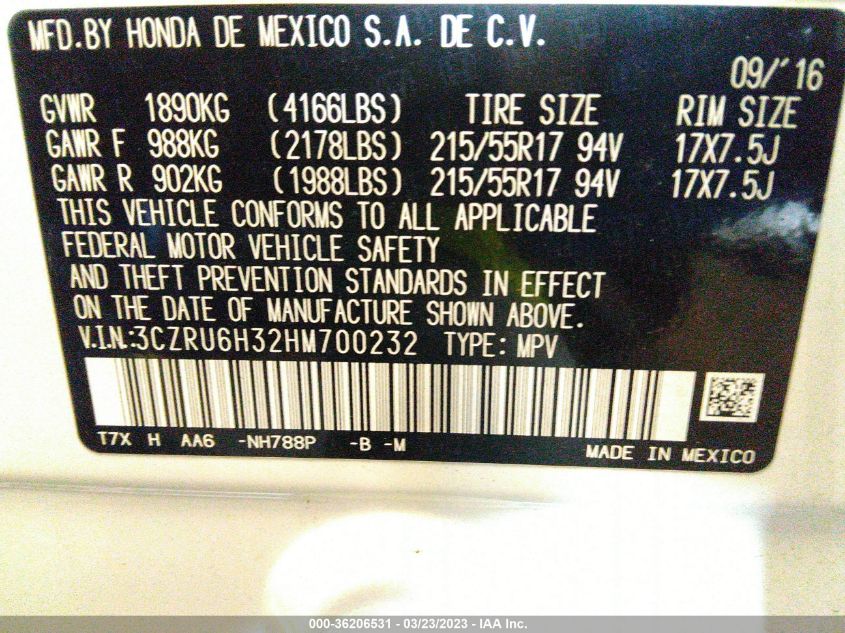 MFD.BY HONDA DE MEXICO S.A. DE C.V.
09/'16
GVWR 1890KG (4166LBS) TIRE SIZE RIM SIZE
GAWR F 988KG (2178LBS) 215/55R17 94V 17X7.5J
GAWR R 902KG (1988LBS) 215/55R17 94V 17X7.5J
THIS VEHICLE CONFORMS TO ALL APPLICABLE
FEDERAL MOTOR VEHICLE SAFETY
AND THEFT PREVENTION STANDARDS IN EFFECT
ON THE DATE OF MANUFACTURE SHOWN ABOVE.
V.I.N.:3CZRU6H32HM700232 TYPE: MPV
T7X H AA6 -NH788P -B -M
MADE IN MEXICO
000-36206531 - 03/23/2023 - IAA Inc.